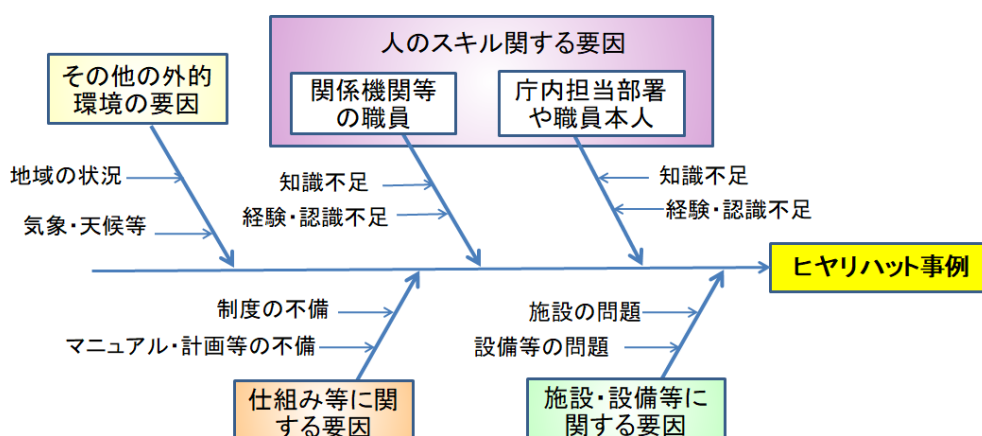 人のスキル関する要因
その他の外的
環境の要因
関係機関等
の職員
庁内担当部署
や職員本人
地域の状況
気象・天候等
知識不足
経験・認識不足
知識不足
経験・認識不足
ヒヤリハット事例
制度の不備
マニュアル・計画等の不備
施設の問題
設備等の問題
仕組み等に関
する要因
施設・設備等に
関する要因